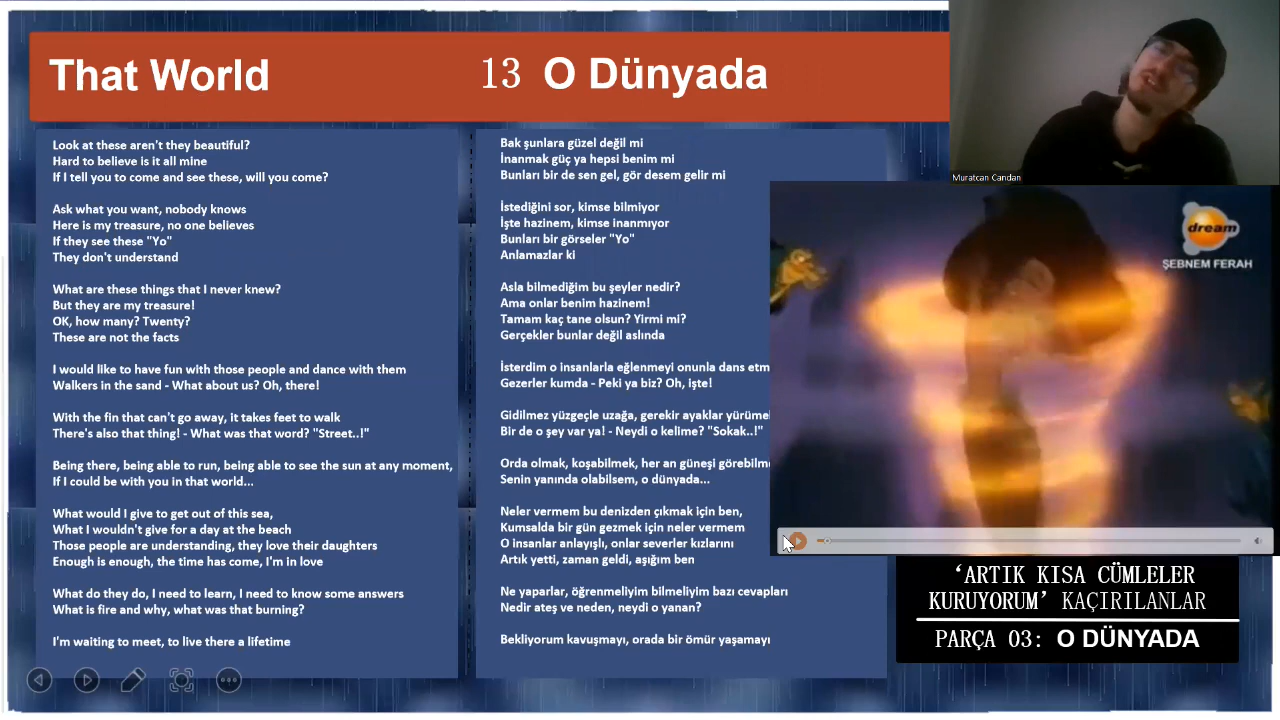 That World
13 O Dünyada
Look at these aren't they beautiful?
Hard to believe is it all mine
If I tell you to come and see these, will you come?
Ask what you want, nobody knows
Here is my treasure, no one believes
If they see these "Yo"
They don't understand
What are these things that I never knew?
But they are my treasure!
OK, how many? Twenty?
These are not the facts
I would like to have fun with those people and dance with them
Walkers in the sand - What about us? Oh, there!
With the fin that can't go away, it takes feet to walk
There's also that thing! - What was that word? "Street..!"
Being there, being able to run, being able to see the sun at any moment,
If I could be with you in that world...
What would I give to get out of this sea,
What I wouldn't give for a day at the beach
Those people are understanding, they love their daughters
Enough is enough, the time has come, I'm in love
What do they do, I need to learn, I need to know some answers
What is fire and why, what was that burning?
I'm waiting to meet, to live there a lifetime
Bak şunlara güzel değil mi
İnanmak güç ya hepsi benim mi
Bunları bir de sen gel, gör desem gelir mi
İstediğini sor, kimse bilmiyor
İşte hazinem, kimse inanmıyor
Bunları bir görseler "Yo"
Anlamazlar ki
Asla bilmediğim bu şeyler nedir?
Ama onlar benim hazinem!
Tamam kaç tane olsun? Yirmi mi?
Gerçekler bunlar değil aslında
İsterdim o insanlarla eğlenmeyi onunla dans etm
Gezerler kumda - Peki ya biz? Oh, işte!
Gidilmez yüzgeçle uzağa, gerekir ayaklar yürüme
Bir de o şey var ya! - Neydi o kelime? "Sokak..!"
Orda olmak, koşabilmek, her an güneşi görebilm
Senin yanında olabilsem, o dünyada...
Neler vermem bu denizden çıkmak için ben,
Kumsalda bir gün gezmek için neler vermem
O insanlar anlayışlı, onlar severler kızlarını
Artık yetti, zaman geldi, aşığım ben
Ne yaparlar, öğrenmeliyim bilmeliyim bazı cevapları
Nedir ateş ve neden, neydi o yanan?
Bekliyorum kavuşmayı, orada bir ömür yaşamayı
Muratcan Candan
dream
ŞEBNEM FERAH
'ARTIK KISA CÜMLELER
KURUYORUM' KAÇIRILANLAR
PARÇA 03: O DÜNYADA